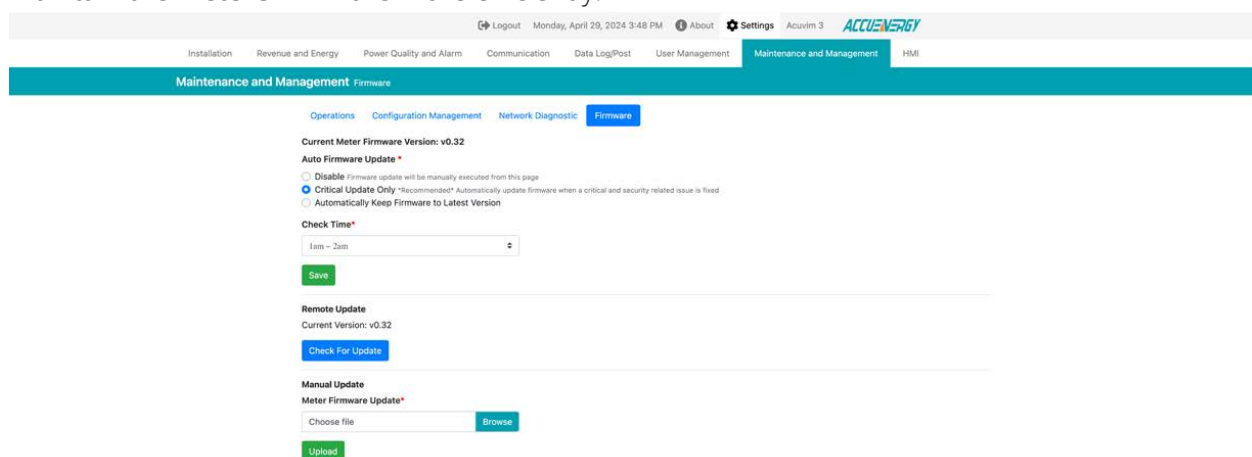 Logout Monday, April 29, 2024 3:48 PM About Settings Acuvim 3 ACCUENERGY
Installation Revenue and Energy Power Quality and Alarm Communication Data Log/Post User Management Maintenance and Management HMI
Maintenance and Management Firmware
Operations Configuration Management Network Diagnostic Firmware
Current Meter Firmware Version: v0.32
Auto Firmware Update *
Disable Firmware update will be manually executed from this page
Critical Update Only *Recommended* Automatically update firmware when a critical and security related issue is fixed
Automatically Keep Firmware to Latest Version
Check Time*
1am – 2am
Save
Remote Update
Current Version: v0.32
Check For Update
Manual Update
Meter Firmware Update*
Choose file Browse
Upload